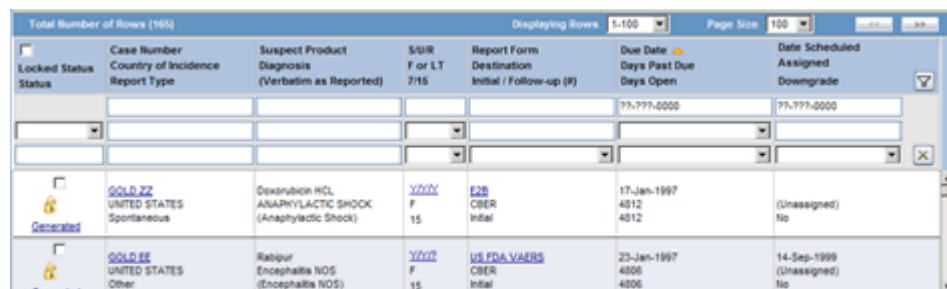 Total Number of Rows (165) Displaying Rows 1-100 Page Size 100 << >>
Case Number Suspect Product S/U/R Report Form Due Date Date Scheduled
Locked Status Country of Incidence Diagnosis F or LT Destination Days Past Due Assigned
Status Report Type (Verbatim as Reported) 7/15 Initial / Follow-up (#) Days Open Downgrade
??-???-0000 ??-???-0000
GOLD ZZ Doxorubicin HCL Y/Y/Y E2B 17-Jan-1997
UNITED STATES ANAPHYLACTIC SHOCK F CBER 4812 (Unassigned)
Generated Spontaneous (Anaphylactic Shock) 15 Initial 4812 No
GOLD EE Rabipur Y/Y/? US FDA VAERS 23-Jan-1997 14-Sep-1999
UNITED STATES Encephalitis NOS F CBER 4806 (Unassigned)
Other (Encephalitis NOS) 15 Initial 4806 No